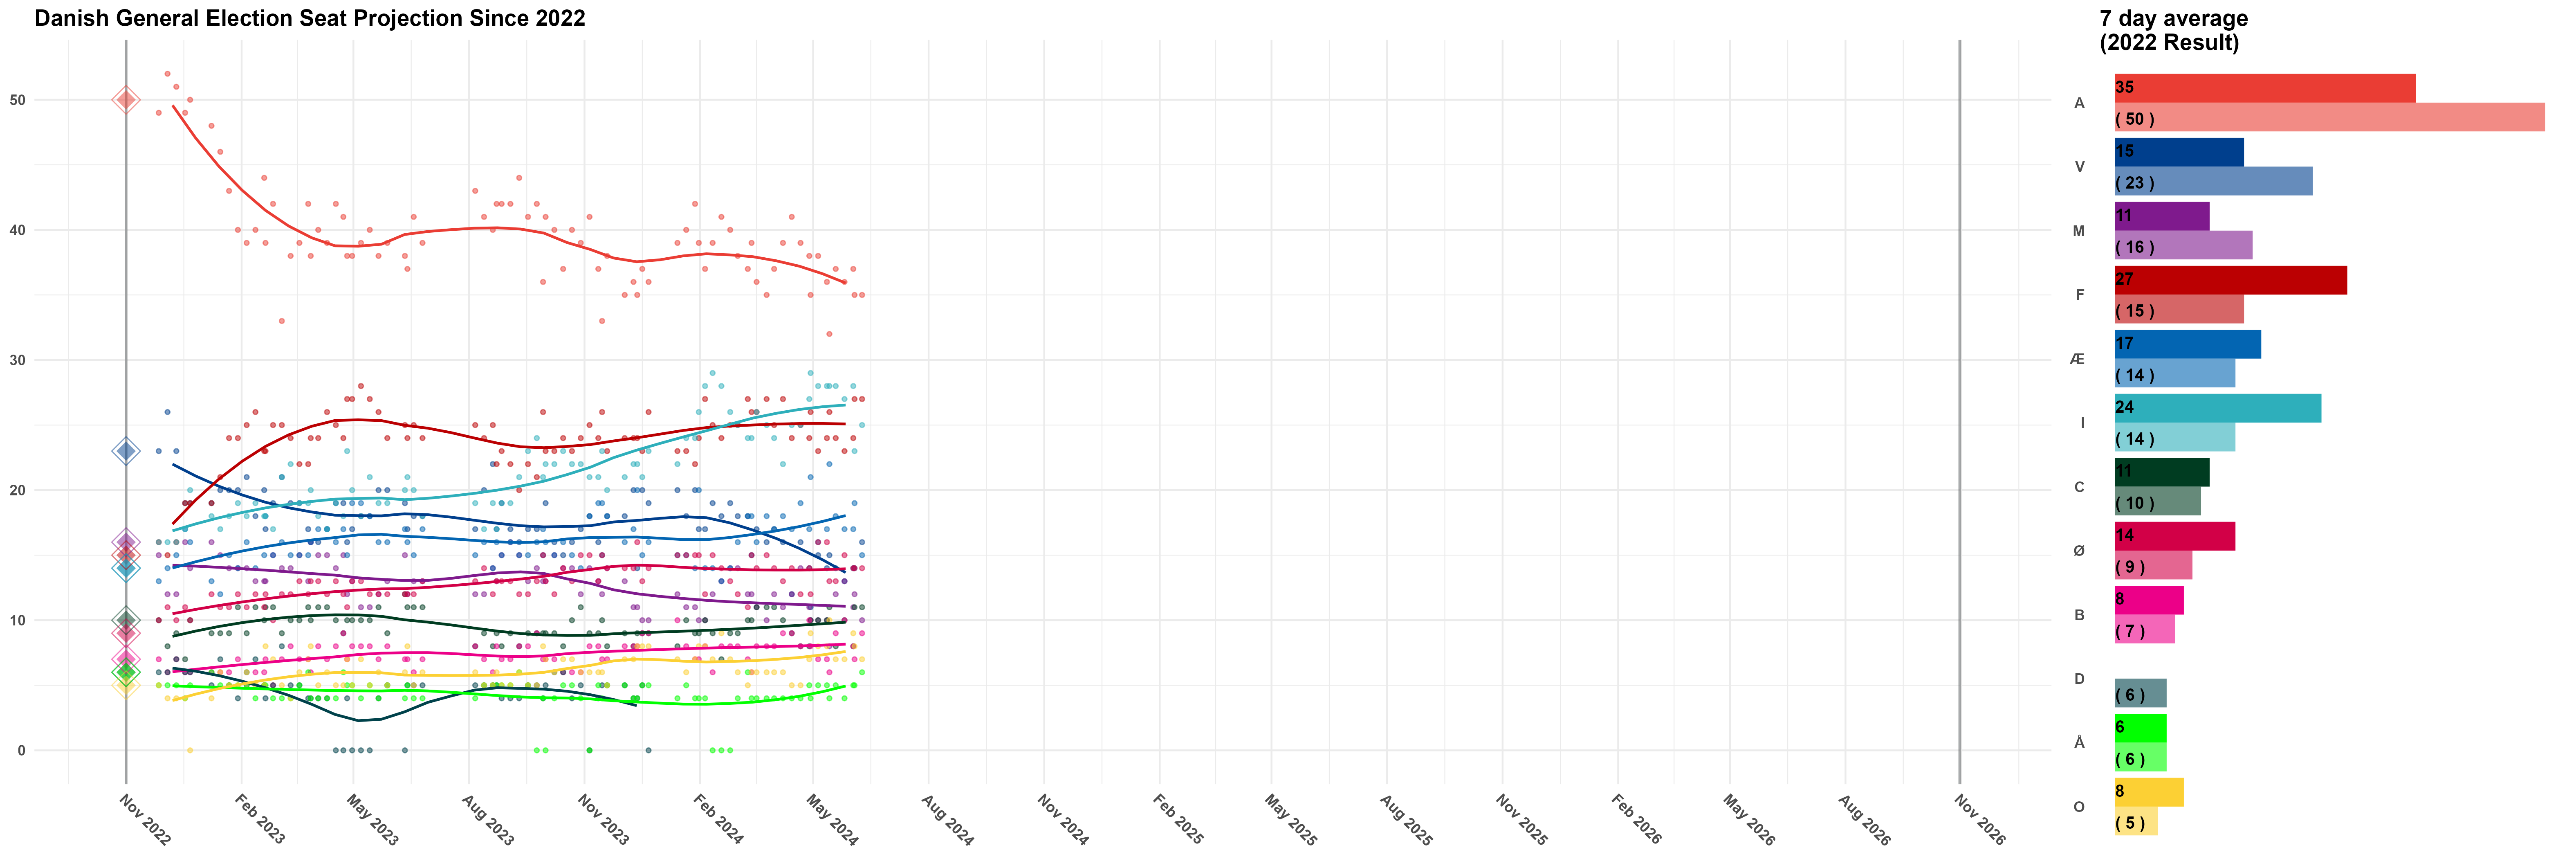 Danish General Election Seat Projection Since 2022
50
40
30
20
10
0
Nov 2022
Feb 2023
May 2023
Aug 2023
Nov 2023
Feb 2024
May 2024
Aug 2024
Nov 2024
Feb 2025
May 2025
Aug 2025
Nov 2025
Feb 2026
May 2026
Aug 2026
Nov 2026
7 day average
(2022 Result)
A
35
( 50 )
V
15
( 23 )
M
11
( 16 )
F
27
( 15 )
Æ
17
( 14 )
I
24
( 14 )
C
11
( 10 )
Ø
14
( 9 )
B
8
( 7 )
D
( 6 )
Å
6
( 6 )
O
8
( 5 )